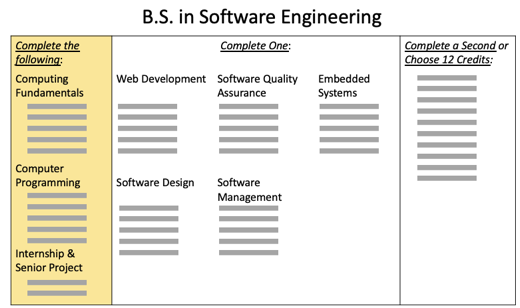 B.S. in Software Engineering
Complete the
following:
Computing
Fundamentals
Computer
Programming
Internship &
Senior Project
Complete One:
Web Development
Software Quality
Assurance
Embedded
Systems
Software Design
Software
Management
Complete a Second or
Choose 12 Credits: